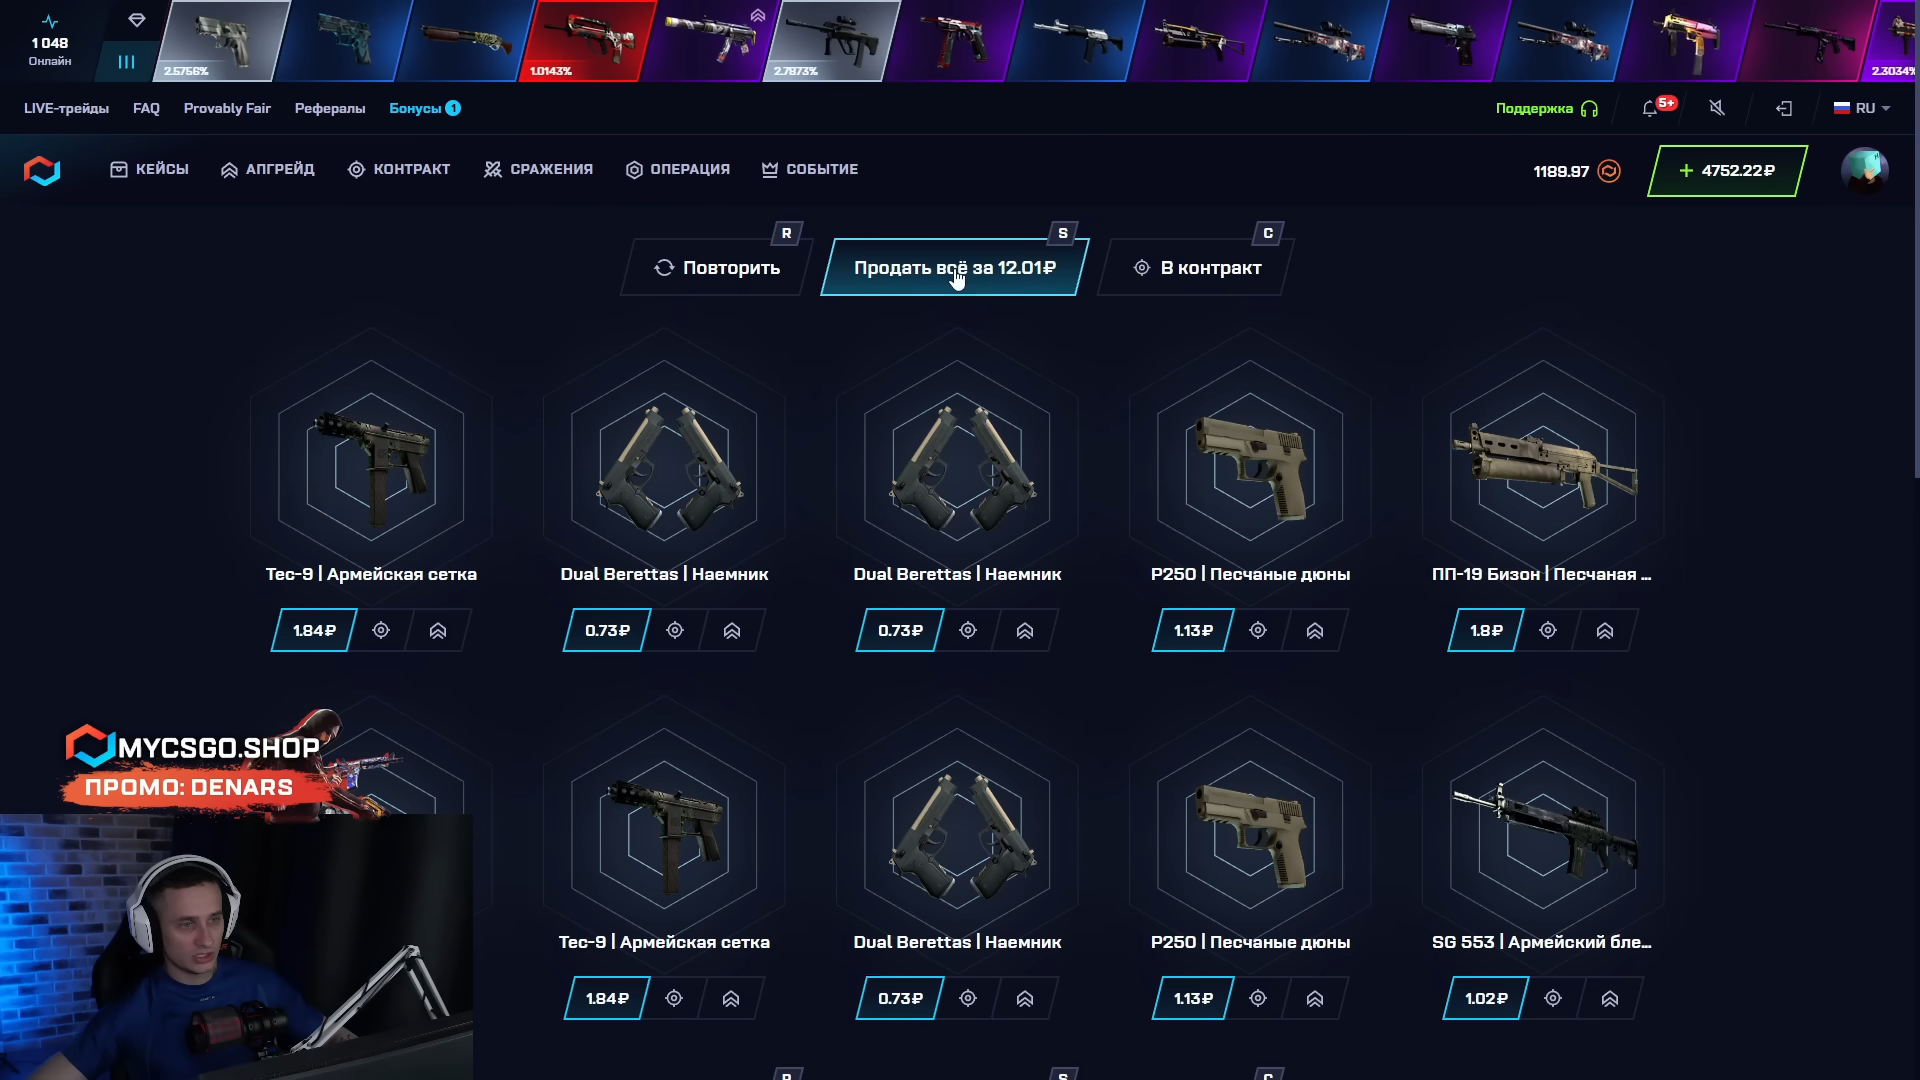 1 048
Онлайн
2.5756%
1.0143%
2.7873%
2.3034%
LIVE-трейды
FAQ
Provably Fair
Рефералы
Бонусы 1
Поддержка
5+
RU
КЕЙСЫ
АПГРЕЙД
КОНТРАКТ
СРАЖЕНИЯ
ОПЕРАЦИЯ
СОБЫТИЕ
1189.97
+ 4752.22₽
R
S
C
Повторить
Продать всё за 12.01₽
В контракт
Tec-9 | Армейская сетка
Dual Berettas | Наемник
Dual Berettas | Наемник
P250 | Песчаные дюны
ПП-19 Бизон | Песчаная ...
1.84₽
0.73₽
0.73₽
1.13₽
1.8₽
MYCSGO.SHOP
ПРОМО: DENARS
Tec-9 | Армейская сетка
Dual Berettas | Наемник
P250 | Песчаные дюны
SG 553 | Армейский бле...
1.84₽
0.73₽
1.13₽
1.02₽
R
S
C